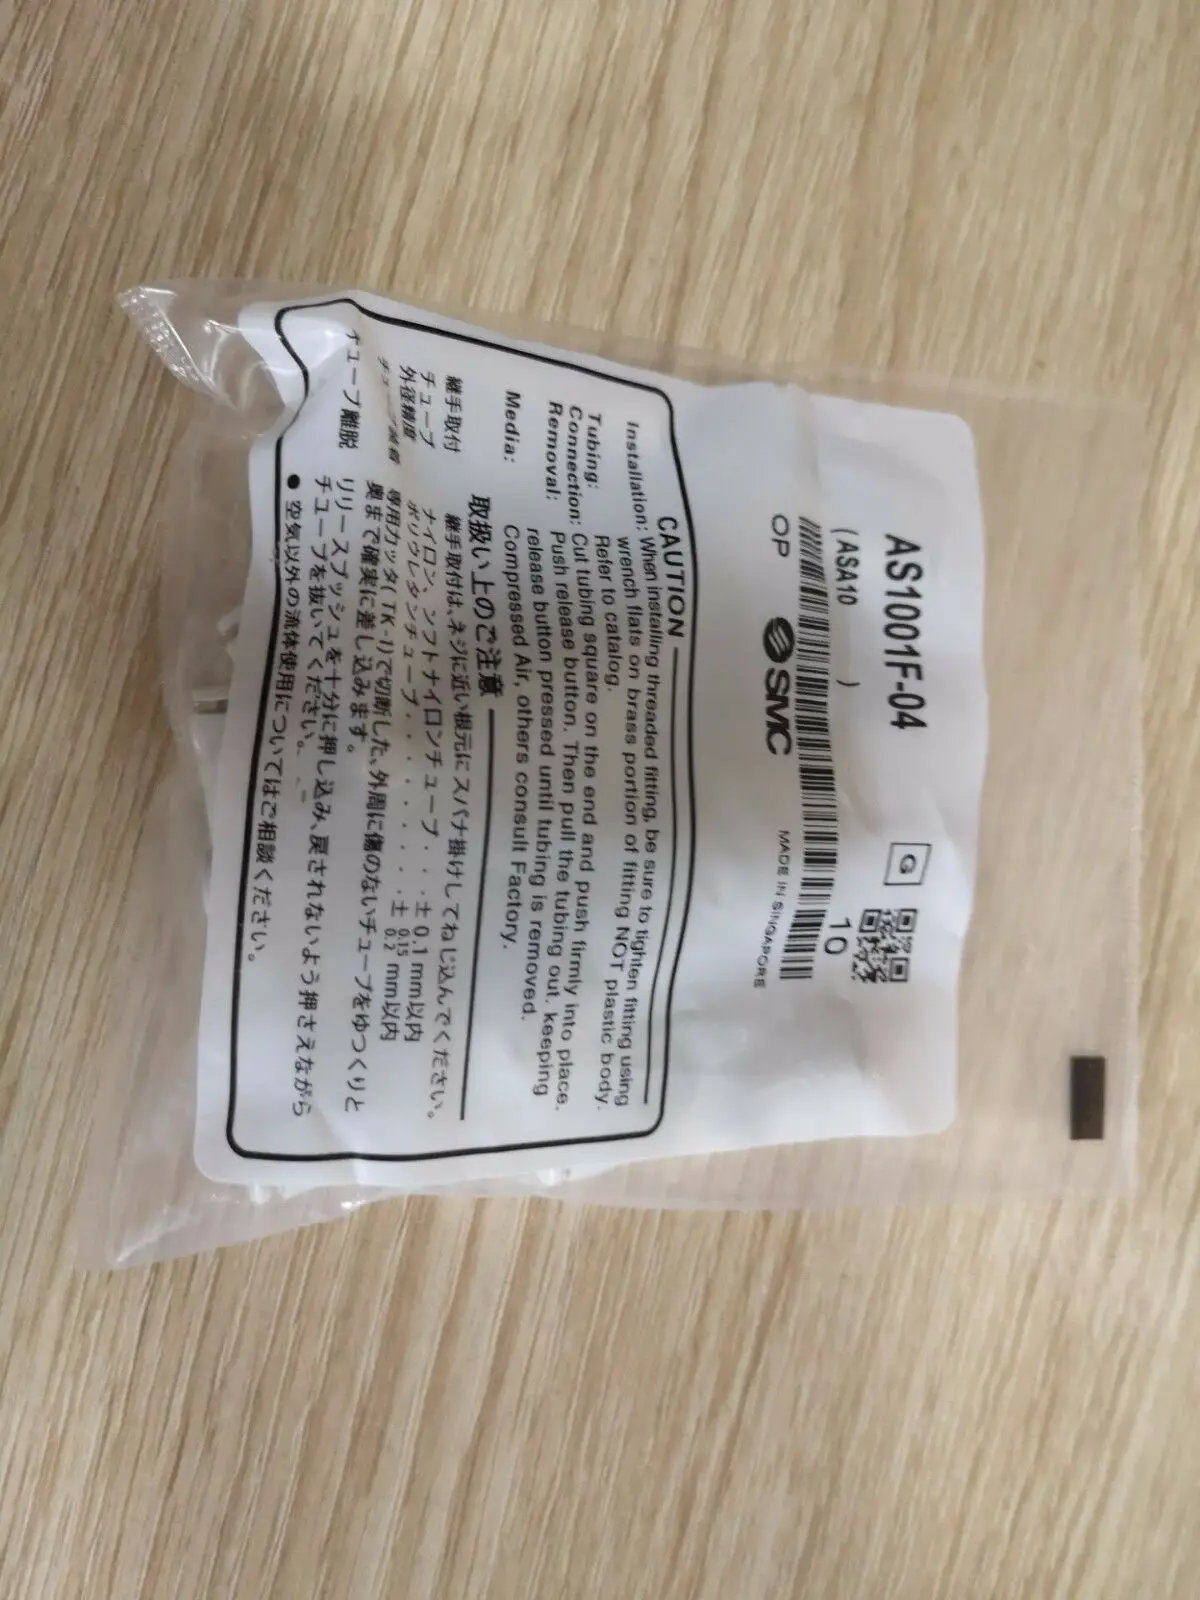 AS1001F-04
G
(ASA10 )
10
OP
SMC
MADE IN SINGAPORE
CAUTION
Installation: When installing threaded fitting, be sure to tighten fitting using
wrench flats on brass portion of fitting NOT plastic body.
Tubing: Refer to catalog.
Connection: Cut tubing square on the end and push firmly into place.
Removal: Push release button. Then pull the tubing out, keeping
release button pressed until tubing is removed.
Media: Compressed Air, others consult Factory.
取扱い上のご注意
継手取付 継手取付は、ネジに近い根元にスパナ掛けしてねじ込んでください。
チューブ ナイロン、ソフトナイロンチューブ・・・± 0.1 mm以内
外径精度 ポリウレタンチューブ・・・・・・・± 0.15 0.2 mm以内
チューブ装着 専用カッタ( TK-1)で切断した、外周に傷のないチューブをゆっくりと
奥まで確実に差し込みます。
チューブ離脱 リリースブッシュを十分に押し込み、戻されないよう押さえながら
チューブを抜いてください。
● 空気以外の流体使用についてはご相談ください。